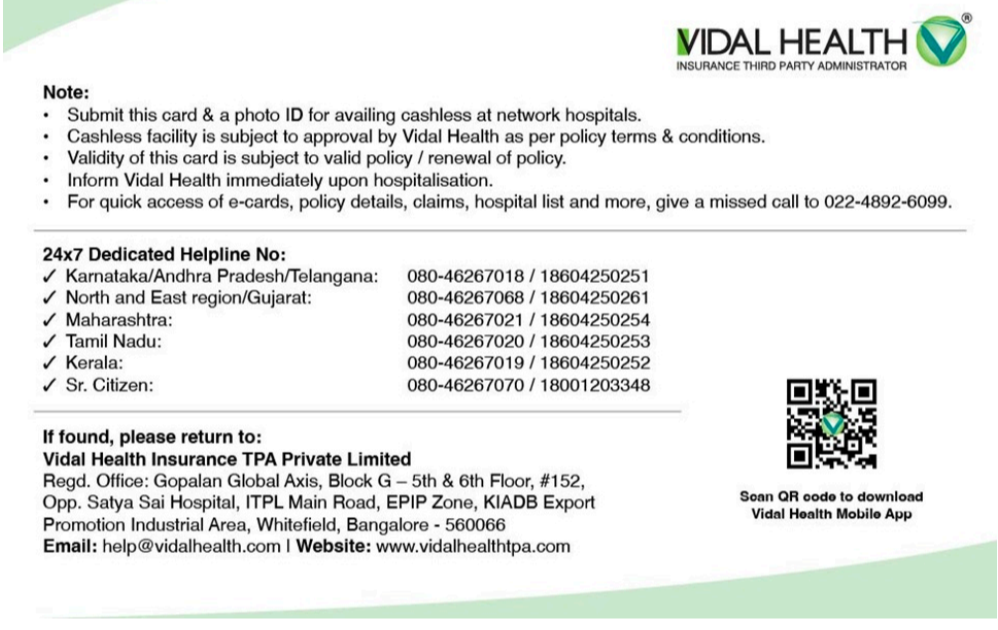 VIDAL HEALTH ®
INSURANCE THIRD PARTY ADMINISTRATOR
Note:
• Submit this card & a photo ID for availing cashless at network hospitals.
• Cashless facility is subject to approval by Vidal Health as per policy terms & conditions.
• Validity of this card is subject to valid policy / renewal of policy.
• Inform Vidal Health immediately upon hospitalisation.
• For quick access of e-cards, policy details, claims, hospital list and more, give a missed call to 022-4892-6099.
24x7 Dedicated Helpline No:
✓ Karnataka/Andhra Pradesh/Telangana: 080-46267018 / 18604250251
✓ North and East region/Gujarat: 080-46267068 / 18604250261
✓ Maharashtra: 080-46267021 / 18604250254
✓ Tamil Nadu: 080-46267020 / 18604250253
✓ Kerala: 080-46267019 / 18604250252
✓ Sr. Citizen: 080-46267070 / 18001203348
If found, please return to:
Vidal Health Insurance TPA Private Limited
Regd. Office: Gopalan Global Axis, Block G – 5th & 6th Floor, #152,
Opp. Satya Sai Hospital, ITPL Main Road, EPIP Zone, KIADB Export
Promotion Industrial Area, Whitefield, Bangalore - 560066
Email: help@vidalhealth.com | Website: www.vidalhealthtpa.com
Scan QR code to download
Vidal Health Mobile App